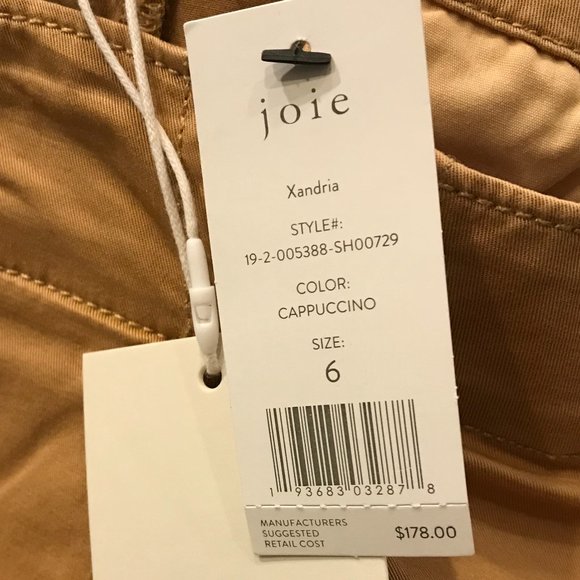 joie
Xandria
STYLE#:
19-2-005388-SH00729
COLOR:
CAPPUCCINO
SIZE:
6
1 93683 03287 8
MANUFACTURERS
SUGGESTED
RETAIL COST
$178.00